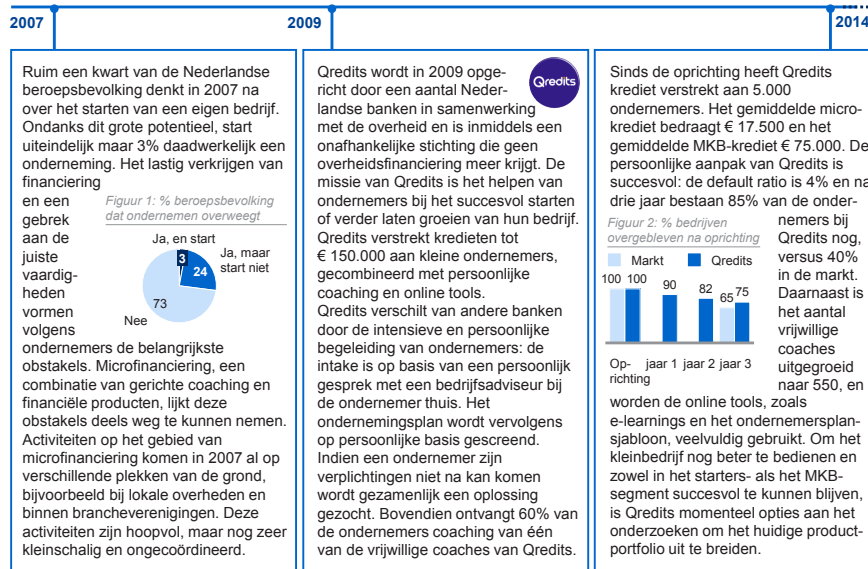 2007
2009
2014
Ruim een kwart van de Nederlandse
beroepsbevolking denkt in 2007 na
over het starten van een eigen bedrijf.
Ondanks dit grote potentieel, start
uiteindelijk maar 3% daadwerkelijk een
onderneming. Het lastig verkrijgen van
financiering
en een
gebrek
aan de
juiste
vaardig-
heden
vormen
volgens
Figuur 1: % beroepsbevolking
dat ondernemen overweegt
Ja, en start
3
Ja, maar
start niet
24
73
Nee
ondernemers de belangrijkste
obstakels. Microfinanciering, een
combinatie van gerichte coaching en
financiële producten, lijkt deze
obstakels deels weg te kunnen nemen.
Activiteiten op het gebied van
microfinanciering komen in 2007 al op
verschillende plekken van de grond,
bijvoorbeeld bij lokale overheden en
binnen brancheverenigingen. Deze
activiteiten zijn hoopvol, maar nog zeer
kleinschalig en ongecoördineerd.
Qredits wordt in 2009 opge-
richt door een aantal Neder-
landse banken in samenwerking
met de overheid en is inmiddels een
onafhankelijke stichting die geen
overheidsfinanciering meer krijgt. De
missie van Qredits is het helpen van
ondernemers bij het succesvol starten
of verder laten groeien van hun bedrijf.
Qredits verstrekt kredieten tot
€ 150.000 aan kleine ondernemers,
gecombineerd met persoonlijke
coaching en online tools.
Qredits verschilt van andere banken
door de intensieve en persoonlijke
begeleiding van ondernemers: de
intake is op basis van een persoonlijk
gesprek met een bedrijfsadviseur bij
de ondernemer thuis. Het
ondernemingsplan wordt vervolgens
op persoonlijke basis gescreend.
Indien een ondernemer zijn
verplichtingen niet na kan komen
wordt gezamenlijk een oplossing
gezocht. Bovendien ontvangt 60% van
de ondernemers coaching van één
van de vrijwillige coaches van Qredits.
Qredits
Sinds de oprichting heeft Qredits
krediet verstrekt aan 5.000
ondernemers. Het gemiddelde micro-
krediet bedraagt € 17.500 en het
gemiddelde MKB-krediet € 75.000. De
persoonlijke aanpak van Qredits is
succesvol: de default ratio is 4% en na
drie jaar bestaan 85% van de onder-
nemers bij
Qredits nog,
versus 40%
in de markt.
Daarnaast is
het aantal
vrijwillige
coaches
uitgegroeid
naar 550, en
Figuur 2: % bedrijven
overgebleven na oprichting
Markt Qredits
100 100 90 82 65 75
Op-
richting
jaar 1 jaar 2 jaar 3
worden de online tools, zoals
e-learnings en het ondernemersplan-
sjabloon, veelvuldig gebruikt. Om het
kleinbedrijf nog beter te bedienen en
zowel in het starters- als het MKB-
segment succesvol te kunnen blijven,
is Qredits momenteel opties aan het
onderzoeken om het huidige product-
portfolio uit te breiden.